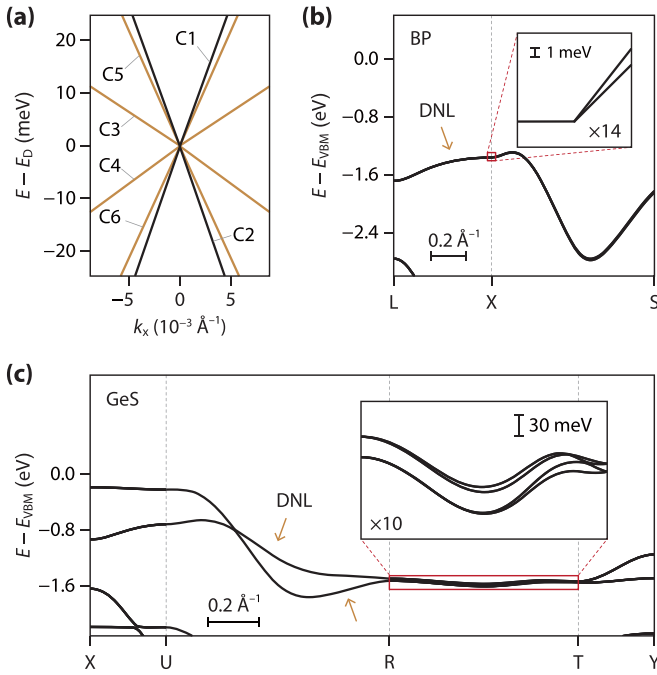 (a)
E − E_D (meV)
20
10
0
−10
−20
C1
C5
C3
C4
C6
C2
−5 0 5
kₓ (10⁻³ Å⁻¹)
(b)
E − E_VBM (eV)
0.0
−0.8
−1.6
−2.4
BP
1 meV
×14
DNL
0.2 Å⁻¹
L X S
(c)
E − E_VBM (eV)
0.0
−0.8
−1.6
GeS
30 meV
×10
DNL
0.2 Å⁻¹
X U R T Y